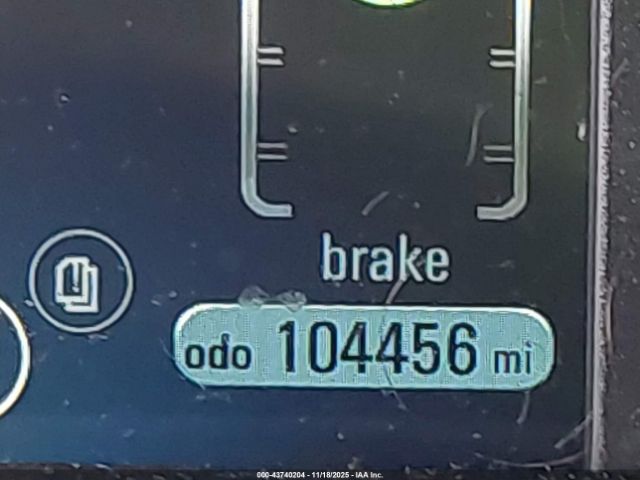 brake
odo 104456 mi
000-43740204 - 11/18/2025 - IAA Inc.